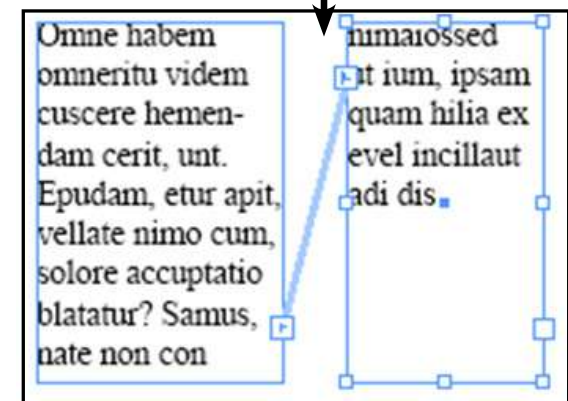 Omne habem
omneritu videm
cuscere hemen-
dam cerit, unt.
Epudam, etur apit,
vellate nimo cum,
solore accuptatio
blatatur? Samus,
nate non con
nimaiossed
ut ium, ipsam
quam hilia ex
evel incillaut
adi dis